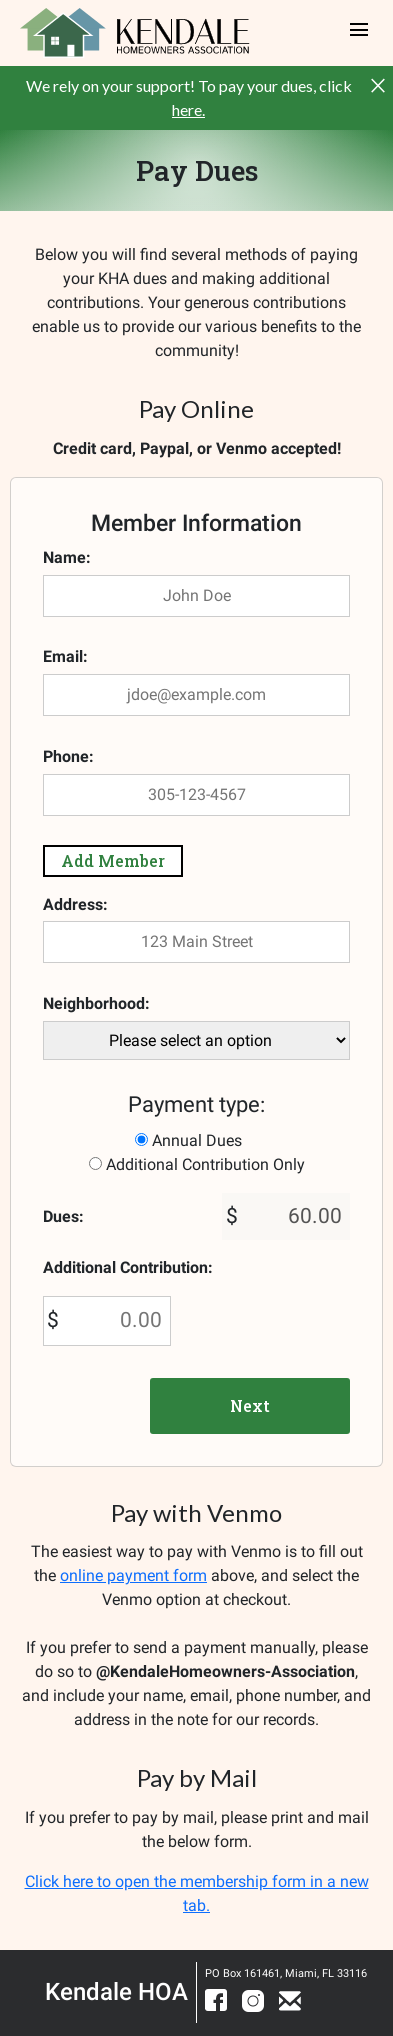 KENDALE
HOMEOWNERS ASSOCIATION
We rely on your support! To pay your dues, click
here.
Pay Dues
Below you will find several methods of paying
your KHA dues and making additional
contributions. Your generous contributions
enable us to provide our various benefits to the
community!
Pay Online
Credit card, Paypal, or Venmo accepted!
Member Information
Name:
John Doe
Email:
jdoe@example.com
Phone:
305-123-4567
Add Member
Address:
123 Main Street
Neighborhood:
Please select an option
Payment type:
Annual Dues
Additional Contribution Only
Dues: $ 60.00
Additional Contribution:
$ 0.00
Next
Pay with Venmo
The easiest way to pay with Venmo is to fill out
the online payment form above, and select the
Venmo option at checkout.
If you prefer to send a payment manually, please
do so to @KendaleHomeowners-Association,
and include your name, email, phone number, and
address in the note for our records.
Pay by Mail
If you prefer to pay by mail, please print and mail
the below form.
Click here to open the membership form in a new
tab.
Kendale HOA
PO Box 161461, Miami, FL 33116